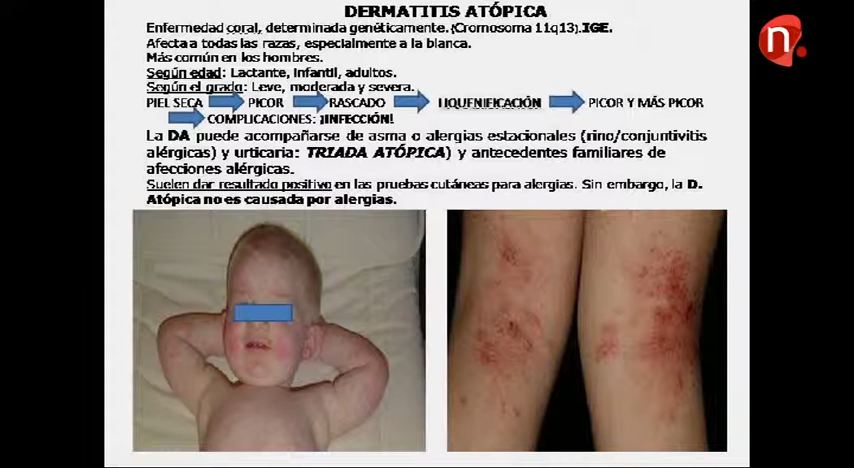 DERMATITIS ATÓPICA
Enfermedad coral, determinada genéticamente. (Cromosoma 11q13).IGE.
Afecta a todas las razas, especialmente a la blanca.
Más común en los hombres.
Según edad: Lactante, infantil, adultos.
Según el grado: Leve, moderada y severa.
PIEL SECA PICOR RASCADO LIQUENIFICACIÓN PICOR Y MÁS PICOR
COMPLICACIONES: ¡INFECCIÓN!
La DA puede acompañarse de asma o alergias estacionales (rino/conjuntivitis
alérgicas) y urticaria: TRIADA ATÓPICA) y antecedentes familiares de
afecciones alérgicas.
Suelen dar resultado positivo en las pruebas cutáneas para alergias. Sin embargo, la D.
Atópica no es causada por alergias.
n